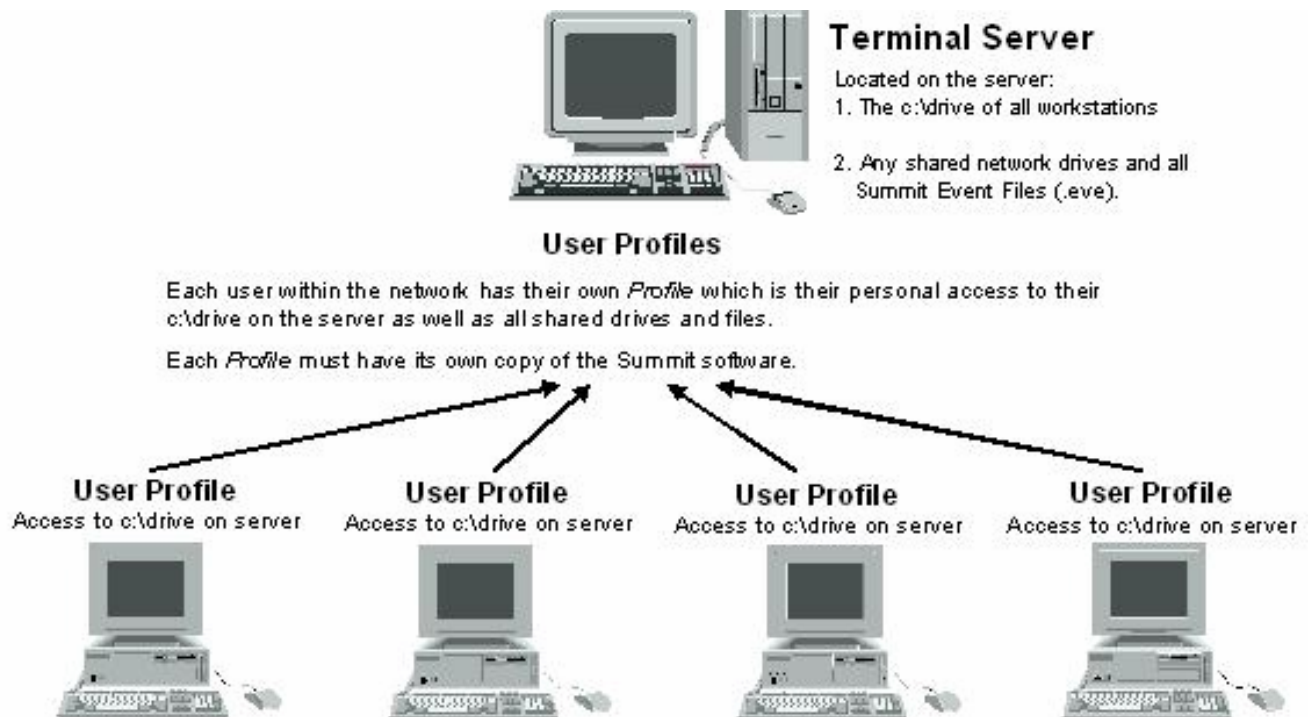 Terminal Server
Located on the server:
1. The c:\drive of all workstations
2. Any shared network drives and all
Summit Event Files (.eve).
User Profiles
Each user within the network has their own Profile which is their personal access to their
c:\drive on the server as well as all shared drives and files.
Each Profile must have its own copy of the Summit software.
User Profile
Access to c:\drive on server
User Profile
Access to c:\drive on server
User Profile
Access to c:\drive on server
User Profile
Access to c:\drive on server